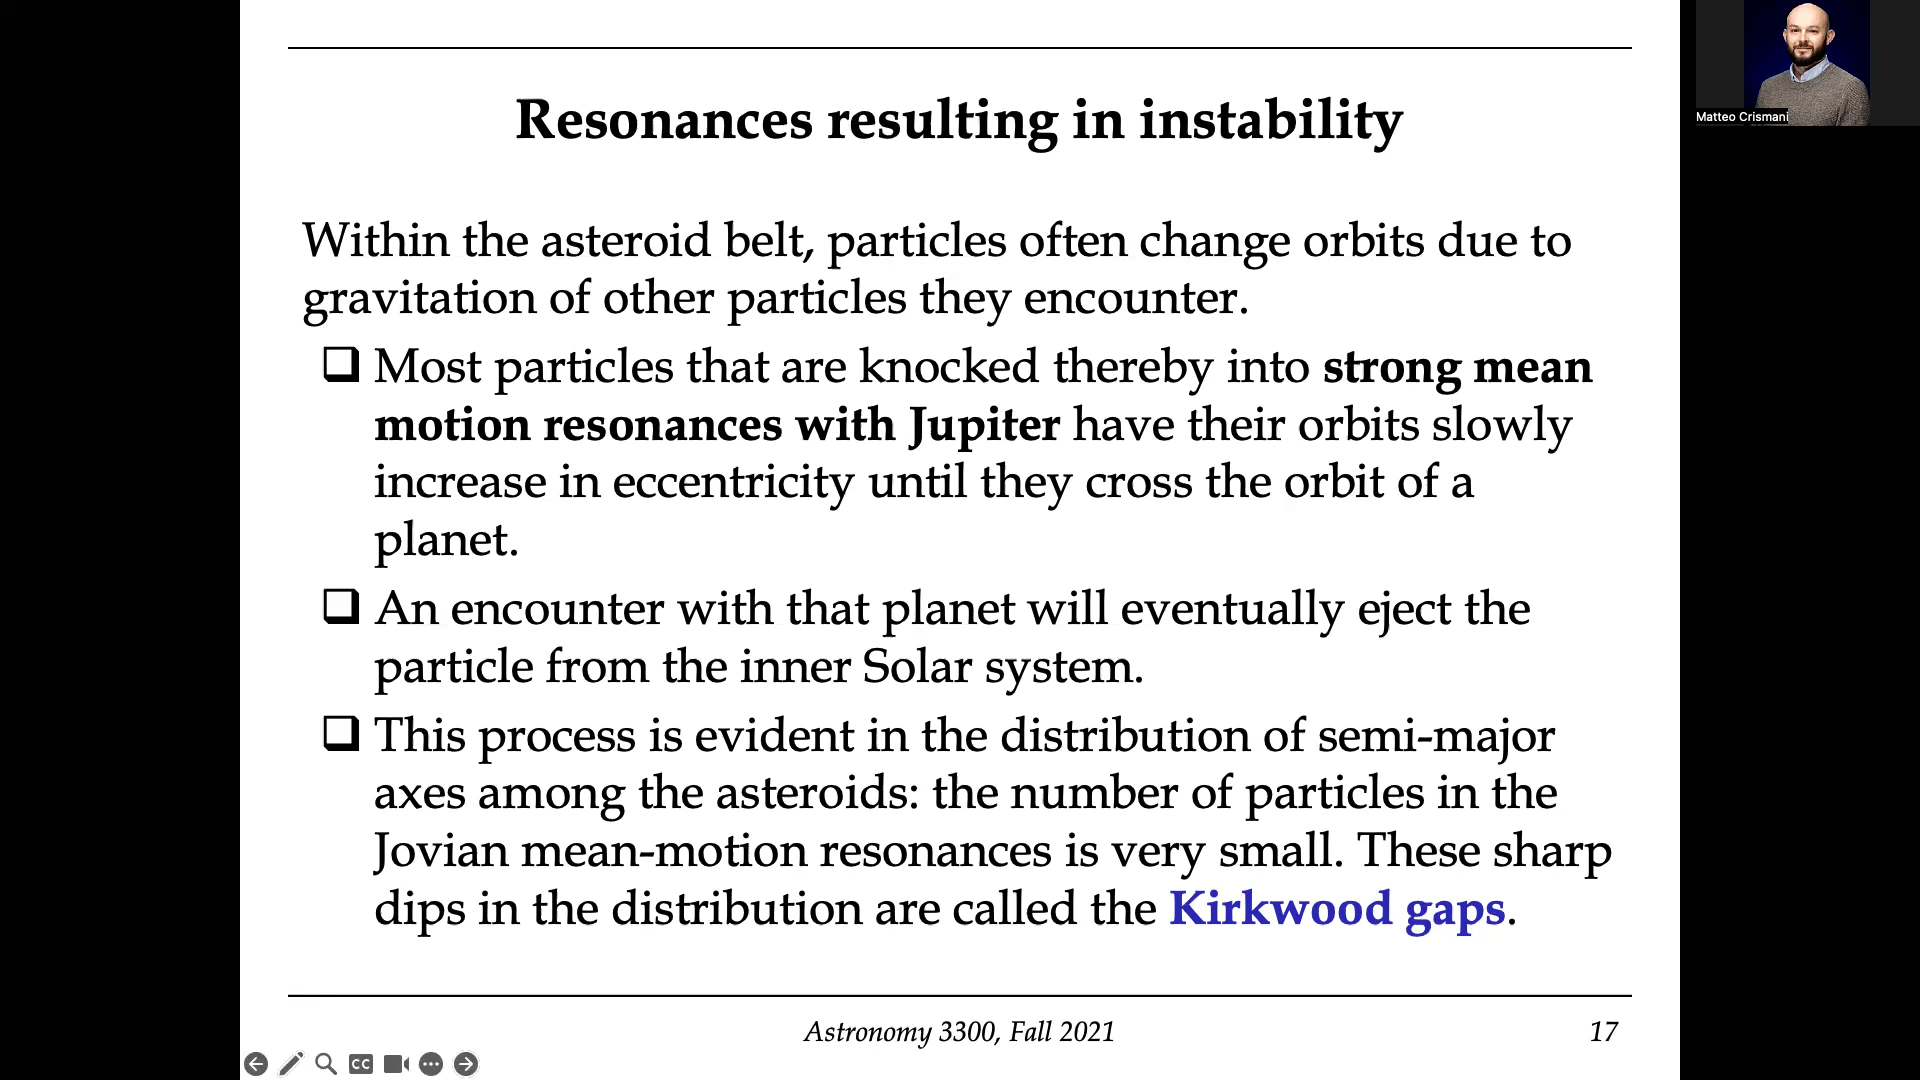 Resonances resulting in instability
Matteo Crismani
Within the asteroid belt, particles often change orbits due to
gravitation of other particles they encounter.
❑ Most particles that are knocked thereby into strong mean
motion resonances with Jupiter have their orbits slowly
increase in eccentricity until they cross the orbit of a
planet.
❑ An encounter with that planet will eventually eject the
particle from the inner Solar system.
❑ This process is evident in the distribution of semi-major
axes among the asteroids: the number of particles in the
Jovian mean-motion resonances is very small. These sharp
dips in the distribution are called the Kirkwood gaps.
Astronomy 3300, Fall 2021
17
CC